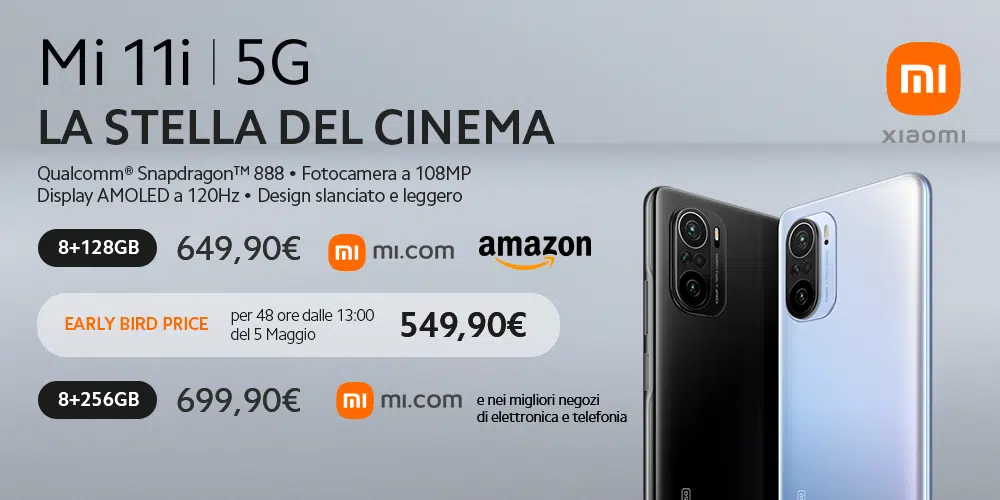 Mi 11i | 5G
LA STELLA DEL CINEMA
Qualcomm® Snapdragon™ 888 • Fotocamera a 108MP
Display AMOLED a 120Hz • Design slanciato e leggero
8+128GB 649,90€ mi mi.com amazon
EARLY BIRD PRICE per 48 ore dalle 13:00
del 5 Maggio 549,90€
8+256GB 699,90€ mi mi.com e nei migliori negozi
di elettronica e telefonia
mi
xiaomi